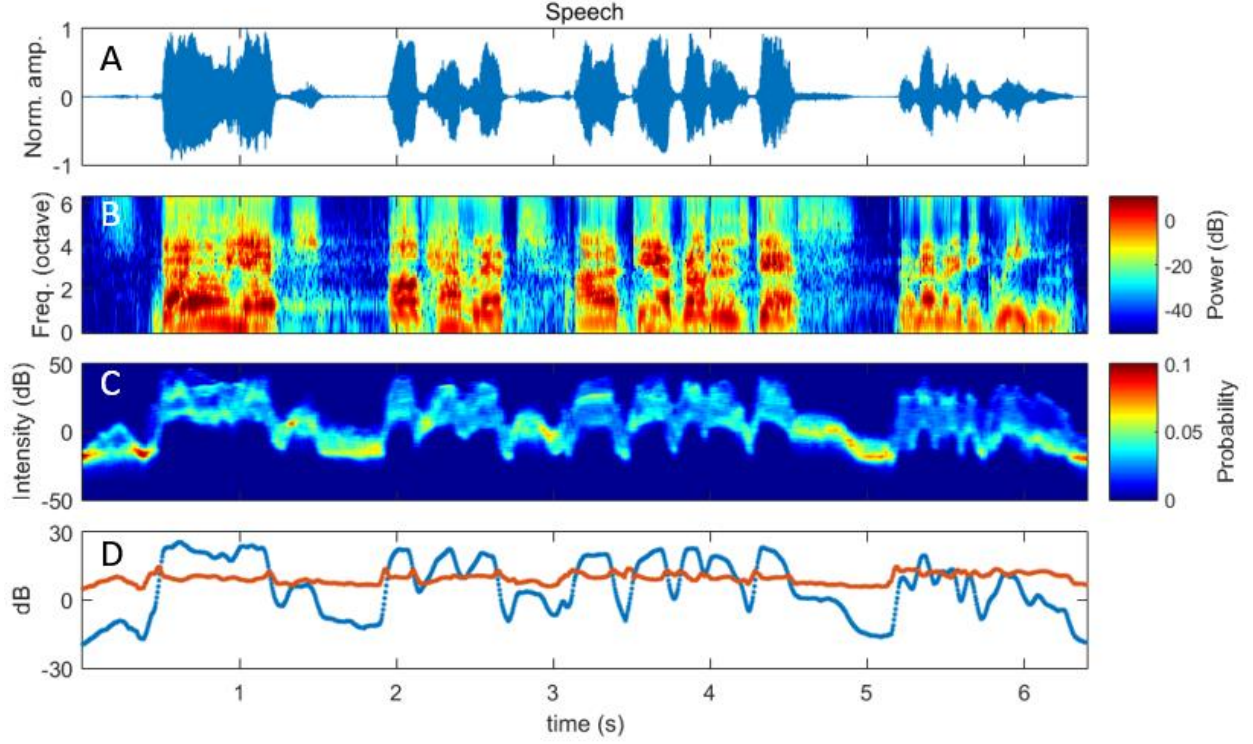 Speech
A
Norm. amp.
1
0
-1
B
Freq. (octave)
6
4
2
0
0
-20
-40
Power (dB)
C
Intensity (dB)
50
0
-50
0.1
0.05
0
Probability
D
dB
30
0
-30
1 2 3 4 5 6
time (s)